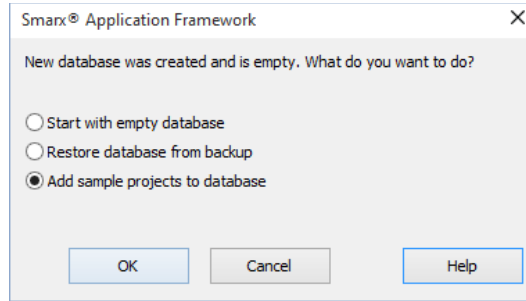 Smarx® Application Framework
New database was created and is empty. What do you want to do?
Start with empty database
Restore database from backup
Add sample projects to database
OK Cancel Help